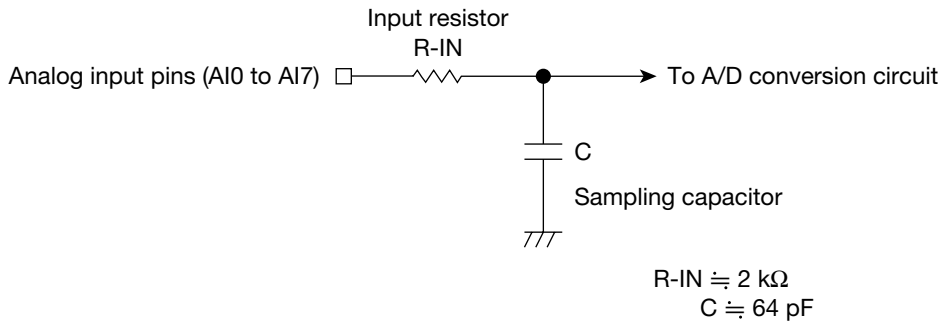 Input resistor
R-IN
Analog input pins (AI0 to AI7)
To A/D conversion circuit
C
Sampling capacitor
R-IN ≒ 2 kΩ
C ≒ 64 pF